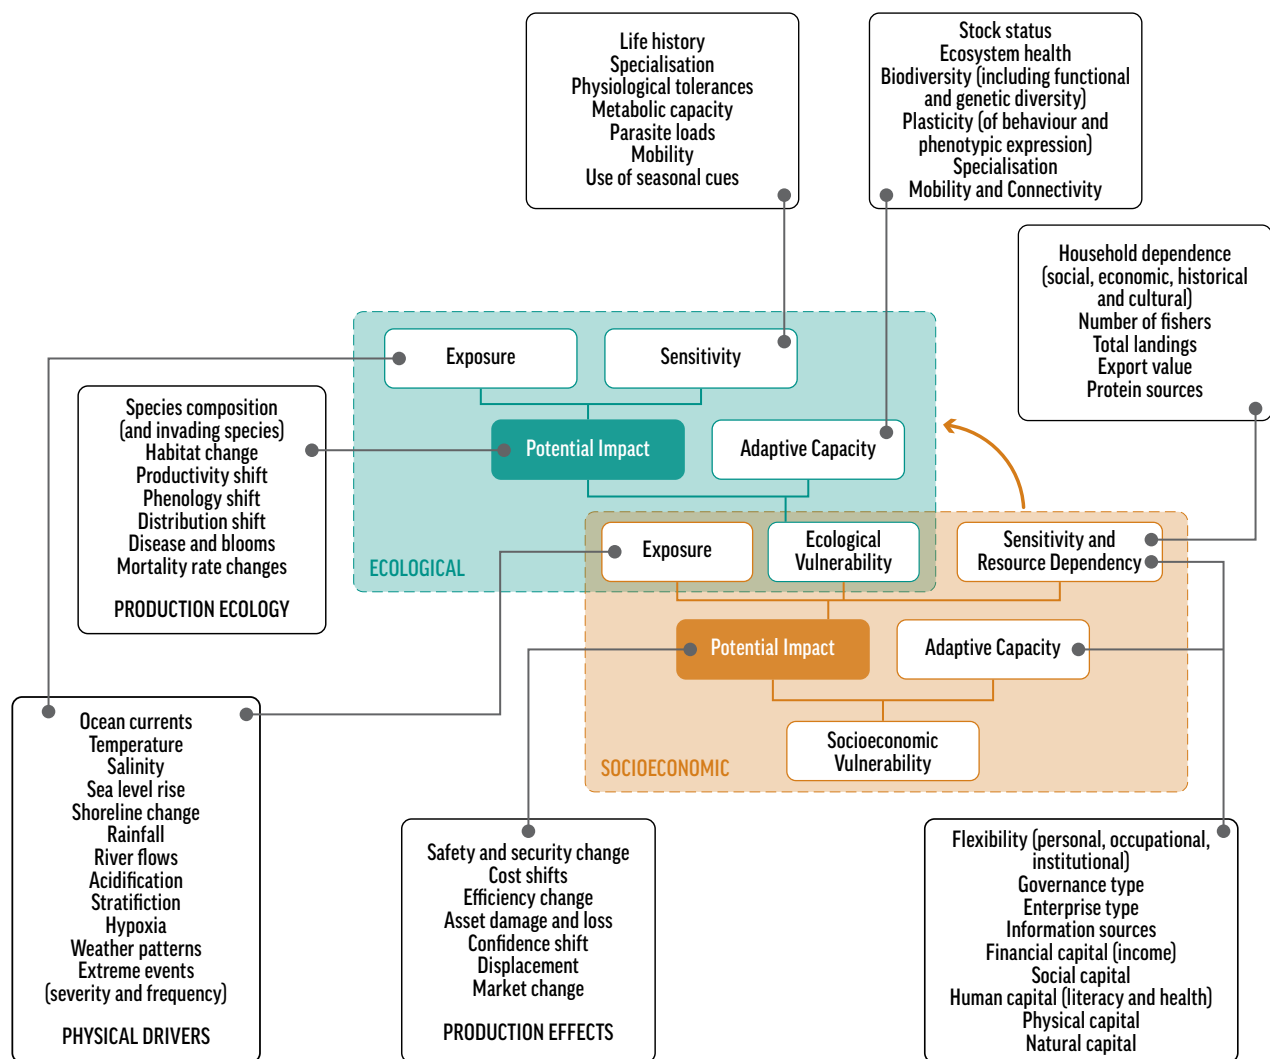 Life history
Specialisation
Physiological tolerances
Metabolic capacity
Parasite loads
Mobility
Use of seasonal cues
Stock status
Ecosystem health
Biodiversity (including functional
and genetic diversity)
Plasticity (of behaviour and
phenotypic expression)
Specialisation
Mobility and Connectivity
Household dependence
(social, economic, historical
and cultural)
Number of fishers
Total landings
Export value
Protein sources
Exposure
Sensitivity
Potential Impact
Adaptive Capacity
ECOLOGICAL
Species composition
(and invading species)
Habitat change
Productivity shift
Phenology shift
Distribution shift
Disease and blooms
Mortality rate changes
PRODUCTION ECOLOGY
Exposure
Ecological
Vulnerability
Sensitivity and
Resource Dependency
Potential Impact
Adaptive Capacity
Socioeconomic
Vulnerability
SOCIOECONOMIC
Ocean currents
Temperature
Salinity
Sea level rise
Shoreline change
Rainfall
River flows
Acidification
Stratifiction
Hypoxia
Weather patterns
Extreme events
(severity and frequency)
PHYSICAL DRIVERS
Safety and security change
Cost shifts
Efficiency change
Asset damage and loss
Confidence shift
Displacement
Market change
PRODUCTION EFFECTS
Flexibility (personal, occupational,
institutional)
Governance type
Enterprise type
Information sources
Financial capital (income)
Social capital
Human capital (literacy and health)
Physical capital
Natural capital